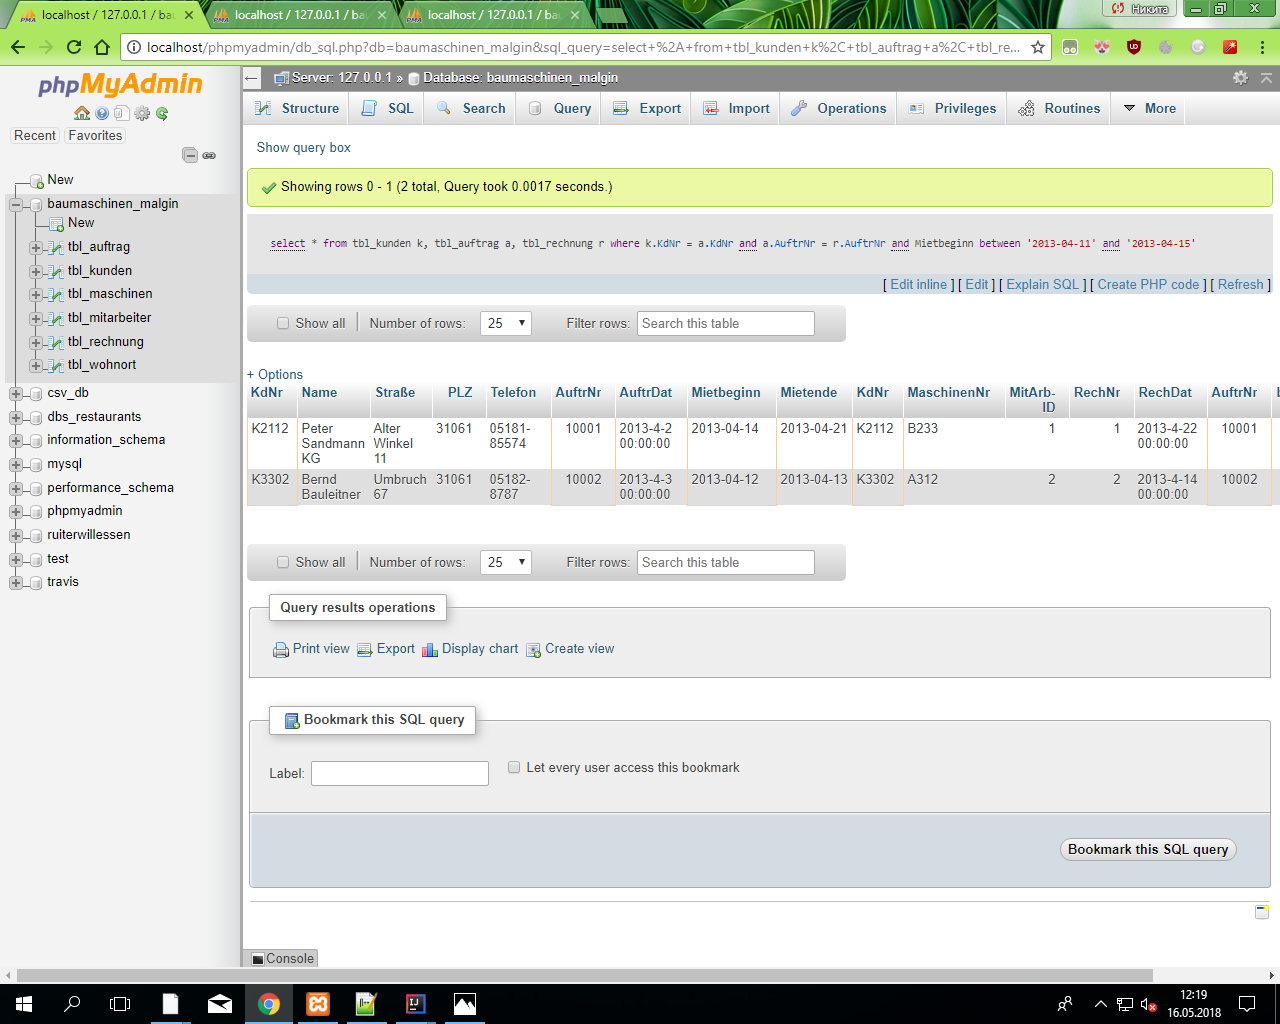 localhost / 127.0.0.1 / bau
localhost / 127.0.0.1 / bau
localhost / 127.0.0.1 / bau
Никита
localhost/phpmyadmin/db_sql.php?db=baumaschinen_malgin&sql_query=select+%2A+from+tbl_kunden+k%2C+tbl_auftrag+a%2C+tbl_re...
phpMyAdmin
Recent
Favorites
New
baumaschinen_malgin
New
tbl_auftrag
tbl_kunden
tbl_maschinen
tbl_mitarbeiter
tbl_rechnung
tbl_wohnort
csv_db
dbs_restaurants
information_schema
mysql
performance_schema
phpmyadmin
ruiterwillessen
test
travis
Server: 127.0.0.1 » Database: baumaschinen_malgin
Structure SQL Search Query Export Import Operations Privileges Routines More
Show query box
Showing rows 0 - 1 (2 total, Query took 0.0017 seconds.)
select * from tbl_kunden k, tbl_auftrag a, tbl_rechnung r where k.KdNr = a.KdNr and a.AuftrNr = r.AuftrNr and Mietbeginn between '2013-04-11' and '2013-04-15'
[ Edit inline ] [ Edit ] [ Explain SQL ] [ Create PHP code ] [ Refresh ]
Show all Number of rows: 25 Filter rows: Search this table
+ Options
KdNr Name Straße PLZ Telefon AuftrNr AuftrDat Mietbeginn Mietende KdNr MaschinenNr MitArb-ID RechNr RechDat AuftrNr
K2112 Peter Sandmann KG Alter Winkel 11 31061 05181-85574 10001 2013-4-2 00:00:00 2013-04-14 2013-04-21 K2112 B233 1 1 2013-4-22 00:00:00 10001
K3302 Bernd Bauleitner Umbruch 67 31061 05182-8787 10002 2013-4-3 00:00:00 2013-04-12 2013-04-13 K3302 A312 2 2 2013-4-14 00:00:00 10002
Show all Number of rows: 25 Filter rows: Search this table
Query results operations
Print view Export Display chart Create view
Bookmark this SQL query
Label:
Let every user access this bookmark
Bookmark this SQL query
Console
12:19
16.05.2018